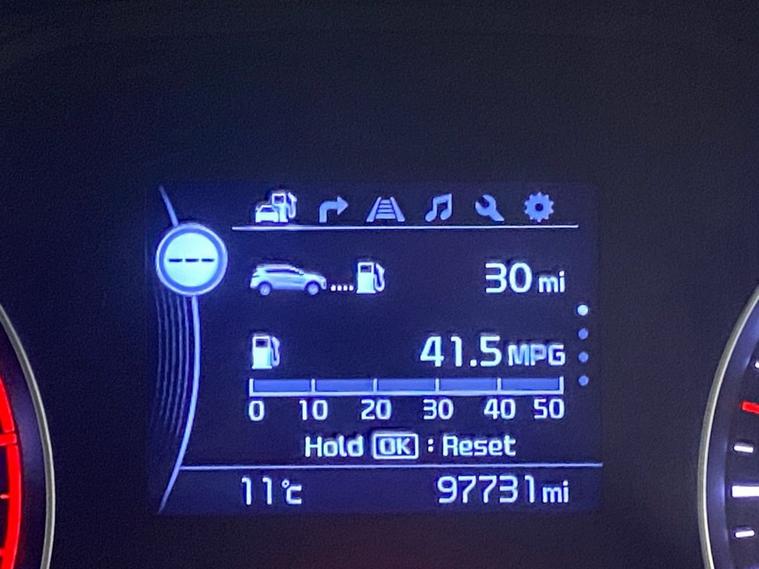 ---
30 mi
41.5 MPG
0 10 20 30 40 50
Hold OK : Reset
11°C 97731 mi